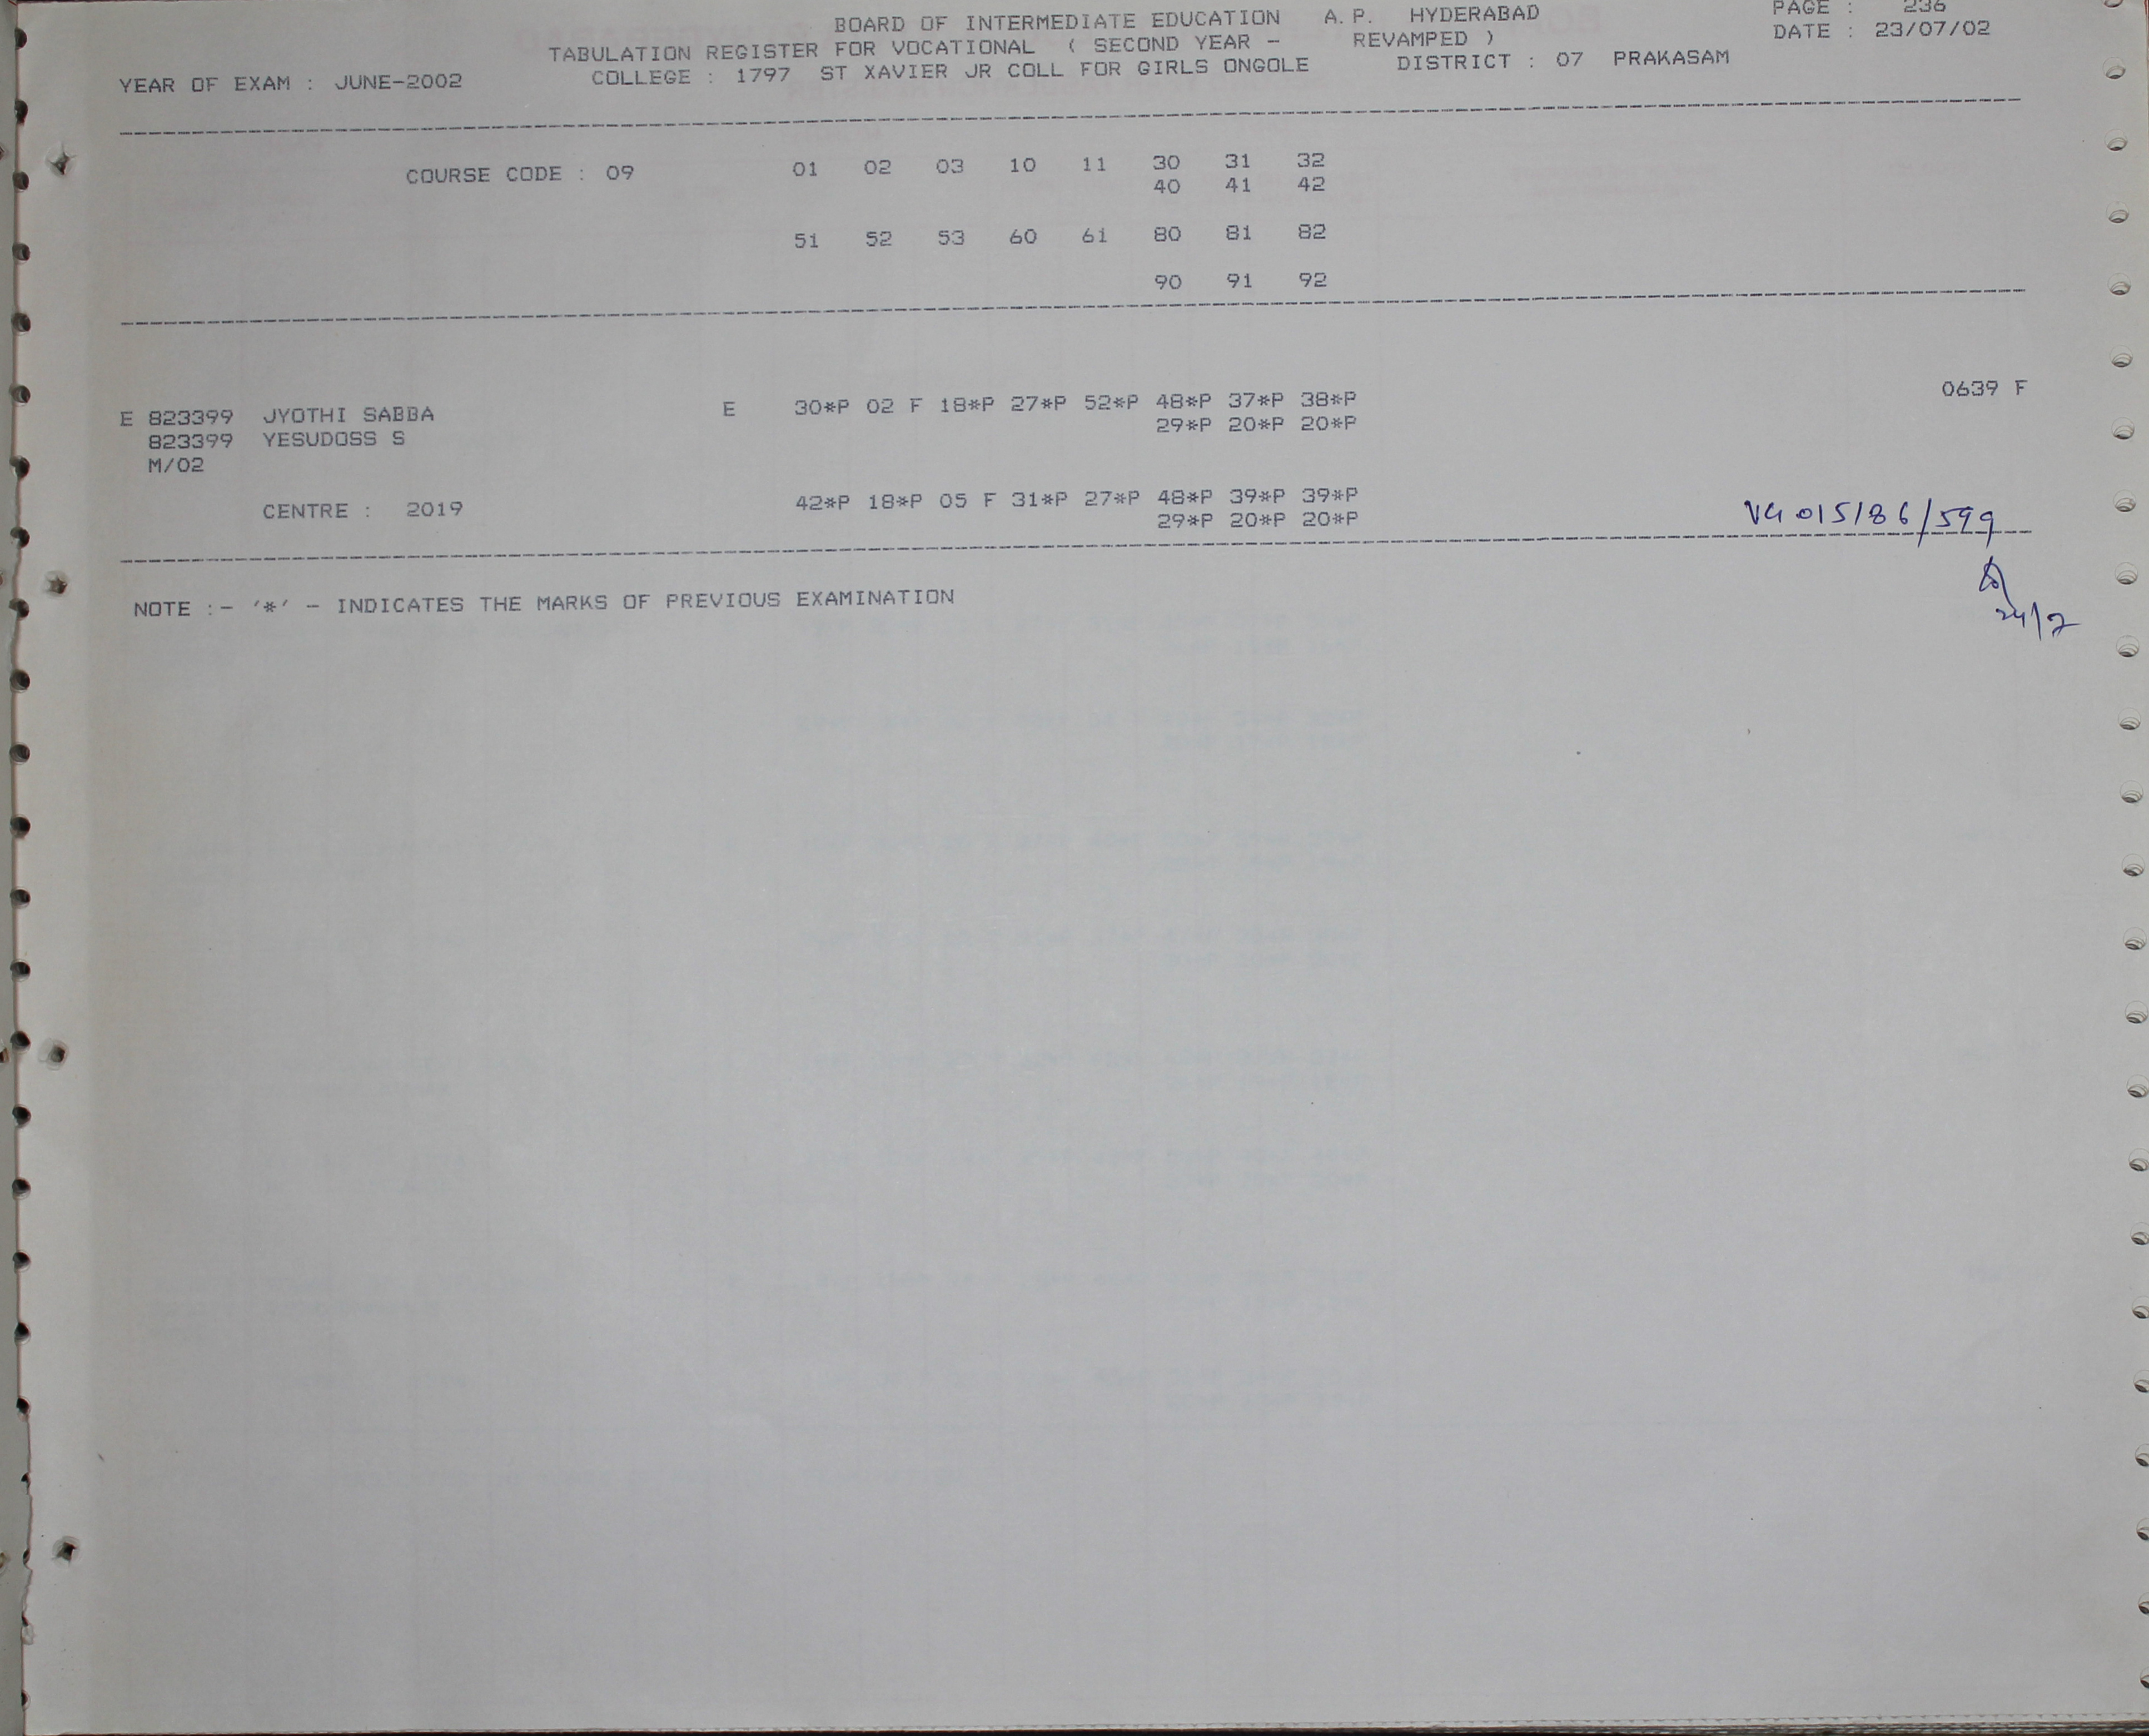 BOARD OF INTERMEDIATE EDUCATION A.P. HYDERABAD PAGE : 236
TABULATION REGISTER FOR VOCATIONAL ( SECOND YEAR - REVAMPED ) DATE : 23/07/02
YEAR OF EXAM : JUNE-2002 COLLEGE : 1797 ST XAVIER JR COLL FOR GIRLS ONGOLE DISTRICT : 07 PRAKASAM
COURSE CODE : 09 01 02 03 10 11 30 31 32
40 41 42
51 52 53 60 61 80 81 82
90 91 92
E 823399 JYOTHI SABBA E 30*P 02 F 18*P 27*P 52*P 48*P 37*P 38*P 0639 F
823399 YESUDOSS S 29*P 20*P 20*P
M/02
CENTRE : 2019 42*P 18*P 05 F 31*P 27*P 48*P 39*P 39*P
29*P 20*P 20*P
015186/599
NOTE :- '*' - INDICATES THE MARKS OF PREVIOUS EXAMINATION
24/7